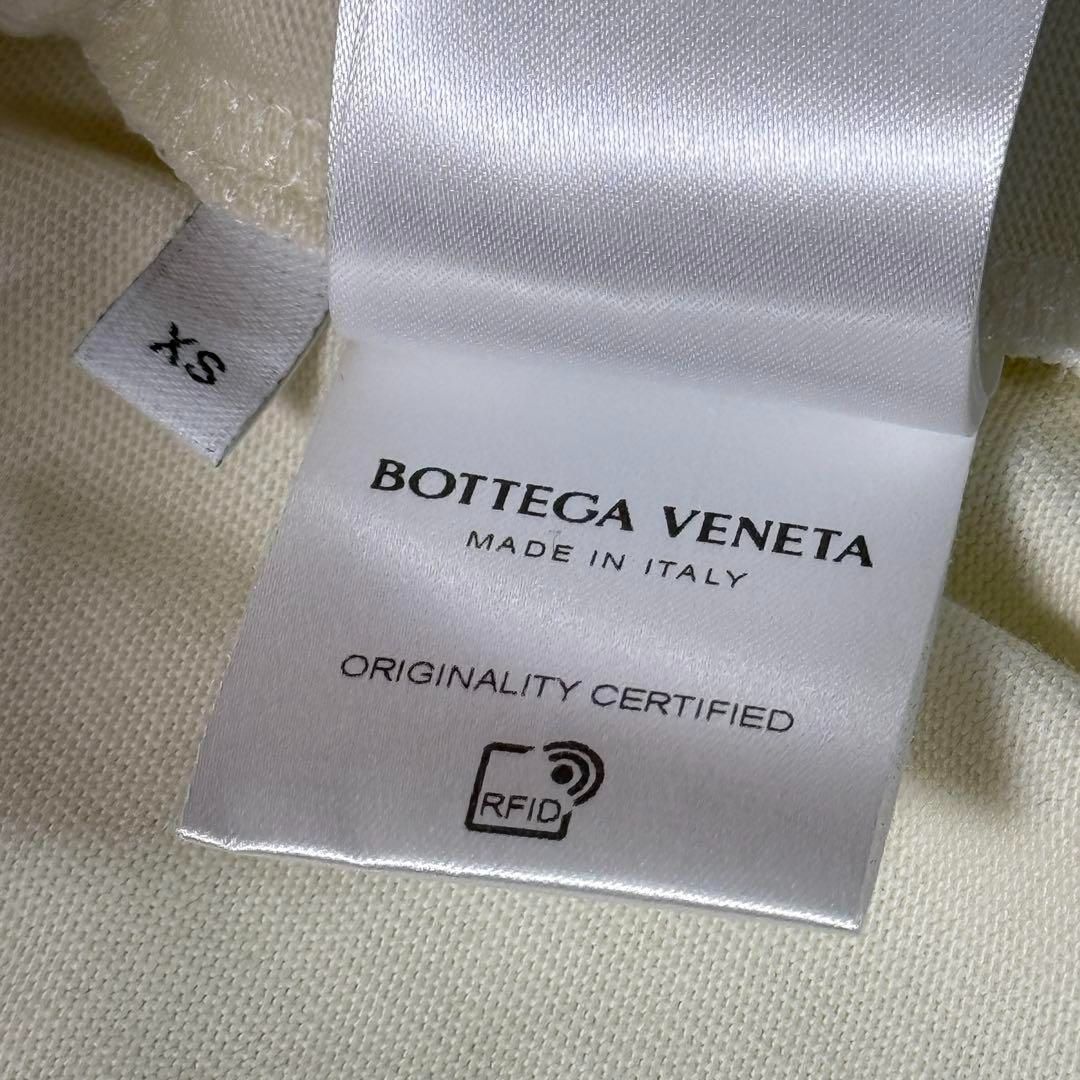 XS
BOTTEGA VENETA
MADE IN ITALY
ORIGINALITY CERTIFIED
RFID